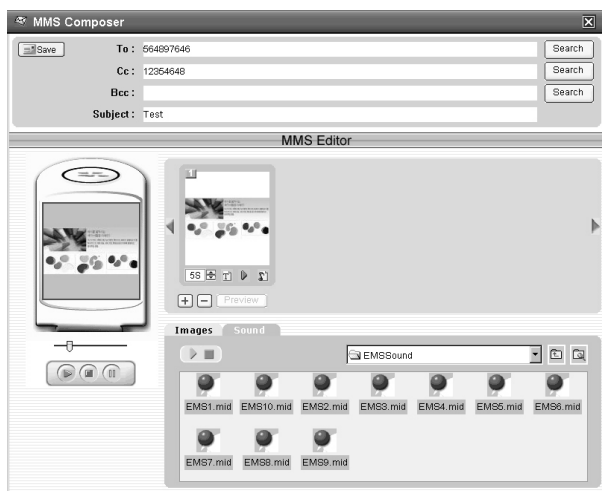 MMS Composer
Save
To : 564897646 Search
Cc : 12354648 Search
Bcc : Search
Subject : Test
MMS Editor
1
5S
Preview
Images Sound
EMSSound
EMS1.mid EMS10.mid EMS2.mid EMS3.mid EMS4.mid EMS5.mid EMS6.mid
EMS7.mid EMS8.mid EMS9.mid